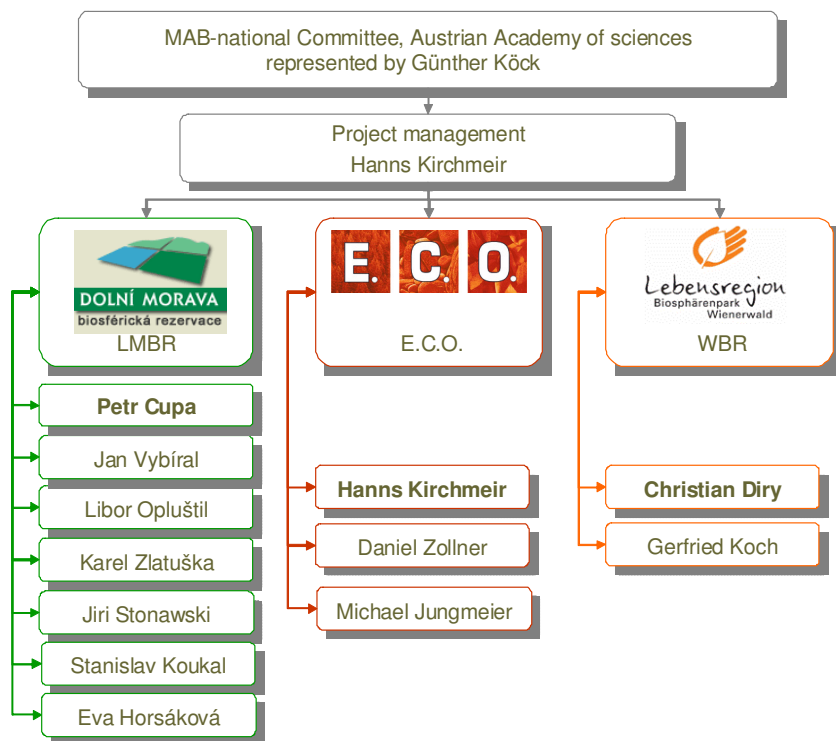 MAB-national Committee, Austrian Academy of sciences
represented by Günther Köck
Project management
Hanns Kirchmeir
DOLNÍ MORAVA
biosférická rezervace
LMBR
Petr Cupa
Jan Vybíral
Libor Opluštil
Karel Zlatuška
Jiri Stonawski
Stanislav Koukal
Eva Horsáková
E. C. O.
E.C.O.
Hanns Kirchmeir
Daniel Zollner
Michael Jungmeier
Lebensregion
Biosphärenpark
Wienerwald
WBR
Christian Diry
Gerfried Koch